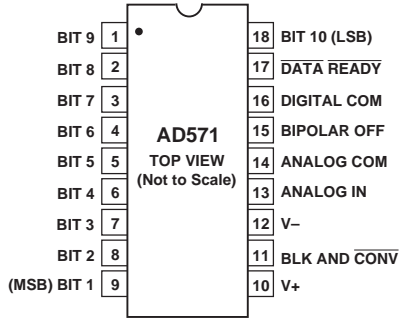 BIT 9 1 18 BIT 10 (LSB)
BIT 8 2 17 DATA READY
BIT 7 3 16 DIGITAL COM
BIT 6 4 AD571 15 BIPOLAR OFF
BIT 5 5 TOP VIEW 14 ANALOG COM
BIT 4 6 (Not to Scale) 13 ANALOG IN
BIT 3 7 12 V–
BIT 2 8 11 BLK AND CONV
(MSB) BIT 1 9 10 V+